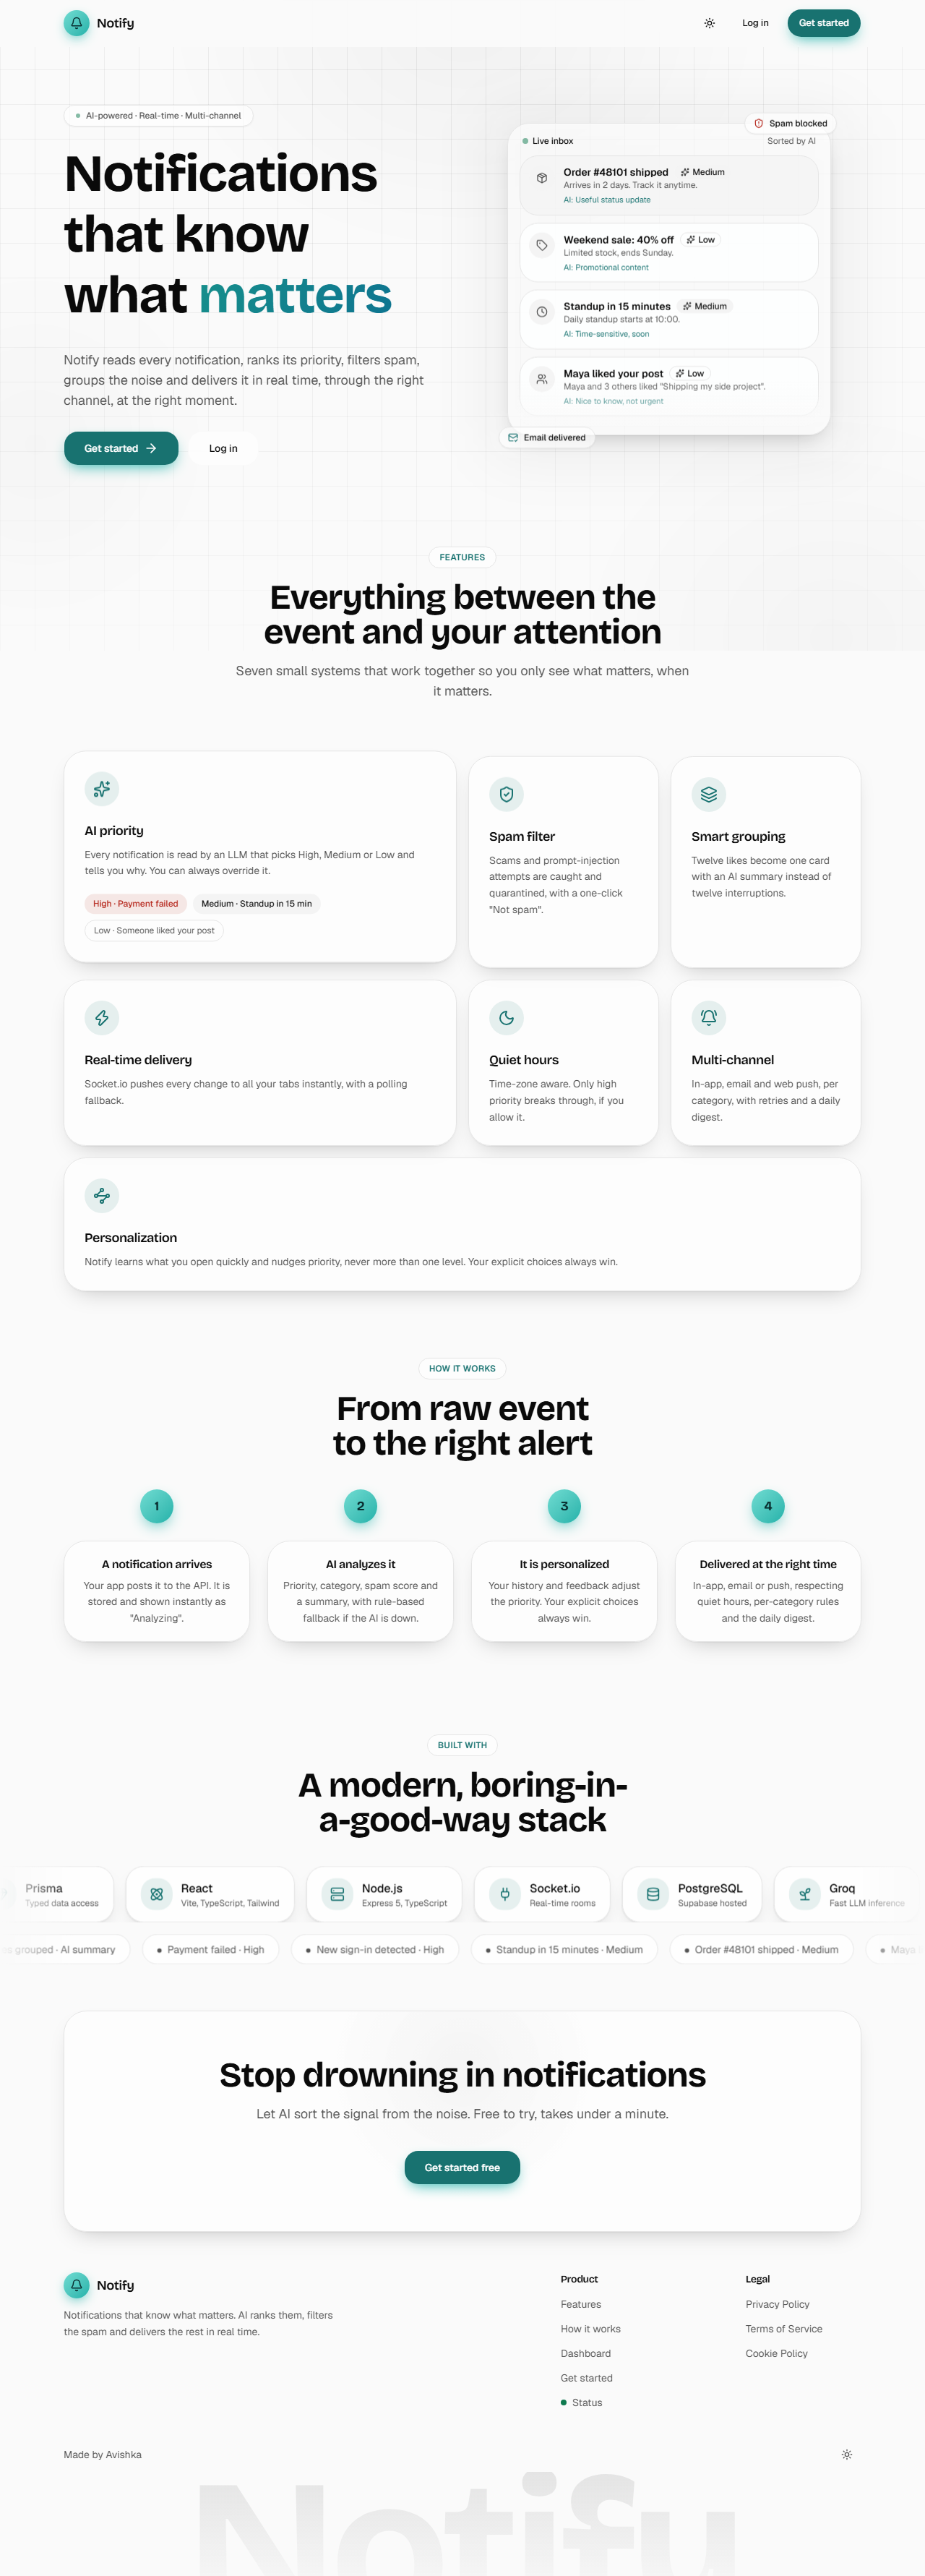 Notify
Log in
Get started
AI-powered · Real-time · Multi-channel
Notifications
that know
what matters
Notify reads every notification, ranks its priority, filters spam,
groups the noise and delivers it in real time, through the right
channel, at the right moment.
Get started
Log in
Spam blocked
Live inbox
Sorted by AI
Order #48101 shipped
Medium
Arrives in 2 days. Track it anytime.
AI: Useful status update
Weekend sale: 40% off
Low
Limited stock, ends Sunday.
AI: Promotional content
Standup in 15 minutes
Medium
Daily standup starts at 10:00.
AI: Time-sensitive, soon
Maya liked your post
Low
Maya and 3 others liked "Shipping my side project".
AI: Nice to know, not urgent
Email delivered
FEATURES
Everything between the
event and your attention
Seven small systems that work together so you only see what matters, when
it matters.
AI priority
Every notification is read by an LLM that picks High, Medium or Low and
tells you why. You can always override it.
High · Payment failed
Medium · Standup in 15 min
Low · Someone liked your post
Spam filter
Scams and prompt-injection
attempts are caught and
quarantined, with a one-click
"Not spam".
Smart grouping
Twelve likes become one card
with an AI summary instead of
twelve interruptions.
Real-time delivery
Socket.io pushes every change to all your tabs instantly, with a polling
fallback.
Quiet hours
Time-zone aware. Only high
priority breaks through, if you
allow it.
Multi-channel
In-app, email and web push, per
category, with retries and a daily
digest.
Personalization
Notify learns what you open quickly and nudges priority, never more than one level. Your explicit choices always win.
HOW IT WORKS
From raw event
to the right alert
1
A notification arrives
Your app posts it to the API. It is
stored and shown instantly as
"Analyzing".
2
AI analyzes it
Priority, category, spam score and
a summary, with rule-based
fallback if the AI is down.
3
It is personalized
Your history and feedback adjust
the priority. Your explicit choices
always win.
4
Delivered at the right time
In-app, email or push, respecting
quiet hours, per-category rules
and the daily digest.
BUILT WITH
A modern, boring-in-
a-good-way stack
Prisma
Typed data access
React
Vite, TypeScript, Tailwind
Node.js
Express 5, TypeScript
Socket.io
Real-time rooms
PostgreSQL
Supabase hosted
Groq
Fast LLM inference
grouped · AI summary
Payment failed · High
New sign-in detected · High
Standup in 15 minutes · Medium
Order #48101 shipped · Medium
Maya
Stop drowning in notifications
Let AI sort the signal from the noise. Free to try, takes under a minute.
Get started free
Notify
Notifications that know what matters. AI ranks them, filters
the spam and delivers the rest in real time.
Product
Features
How it works
Dashboard
Get started
Status
Legal
Privacy Policy
Terms of Service
Cookie Policy
Made by Avishka
Notify